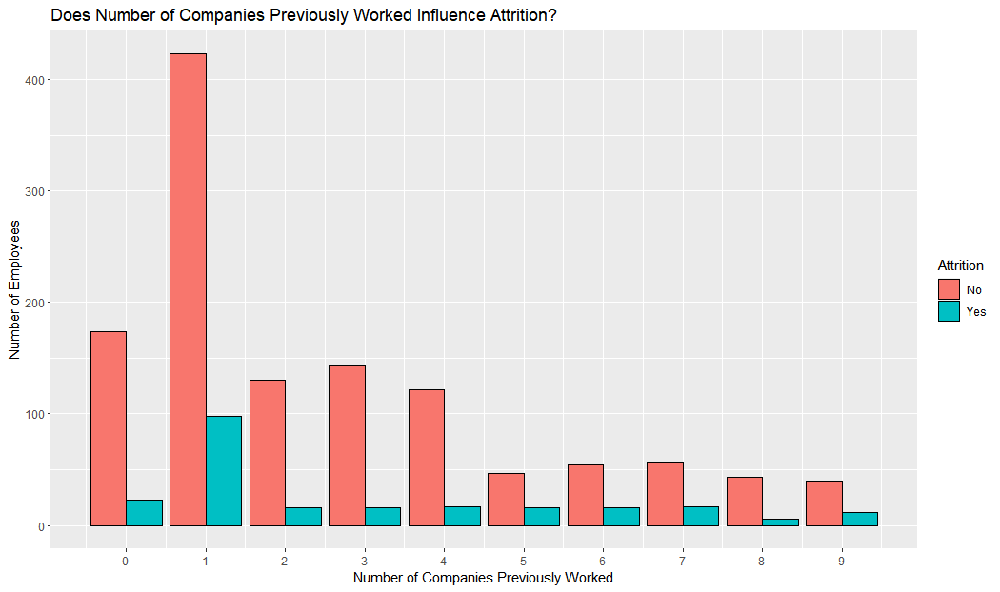 Does Number of Companies Previously Worked Influence Attrition?
Number of Employees
400
300
200
100
0
0 1 2 3 4 5 6 7 8 9
Number of Companies Previously Worked
Attrition
No
Yes